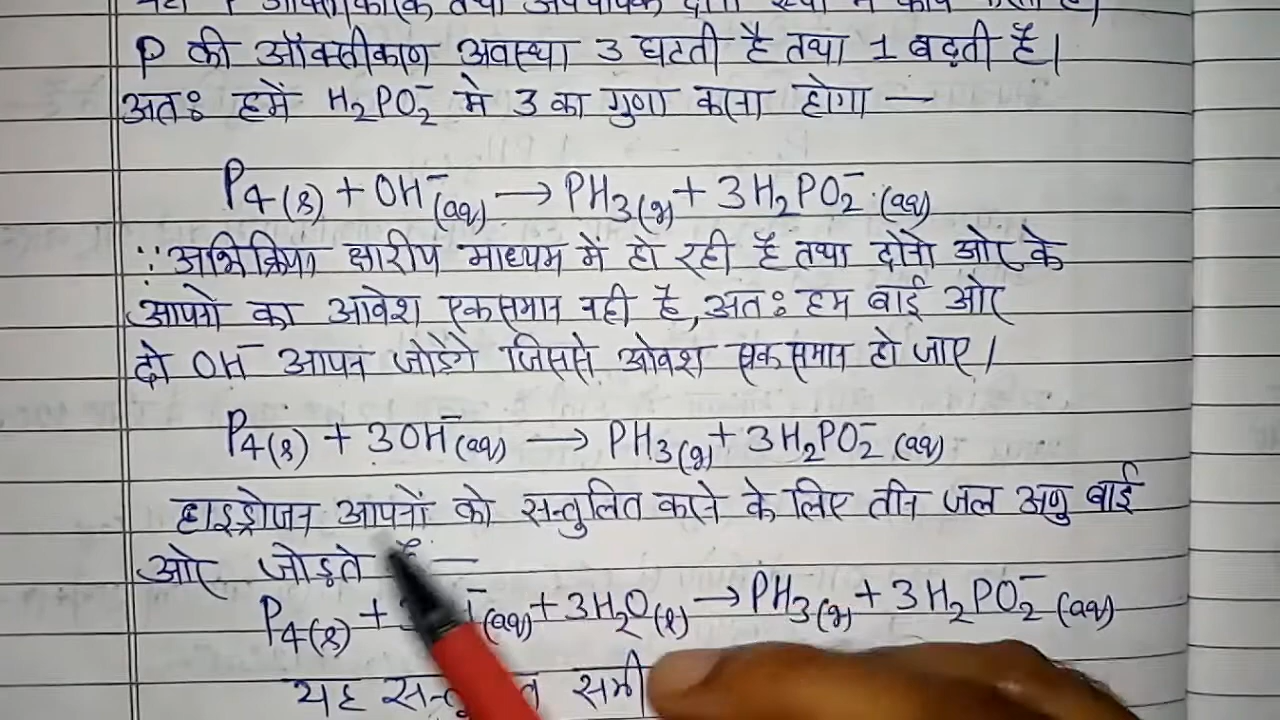 P की ऑक्सीकरण अवस्था 3 घटती है तथा 1 बढ़ती है।
अतः हमें H₂PO₂⁻ मे 3 का गुणा करना होगा —
P₄(s) + OH⁻(aq) → PH₃(g) + 3H₂PO₂⁻(aq)
∵ अभिक्रिया क्षारीय माध्यम में हो रही है तथा दोनो ओर के
आयनो का आवेश एकसमान नही है, अतः हम बाई ओर
दो OH⁻ आयन जोड़ेंगे जिससे आवेश एकसमान हो जाए।
P₄(s) + 3OH⁻(aq) → PH₃(g) + 3H₂PO₂⁻(aq)
हाइड्रोजन आयनों को सन्तुलित करने के लिए तीन जल अणु बाई
ओर जोड़ते हैं —
P₄(s) + (aq) + 3H₂O(l) → PH₃(g) + 3H₂PO₂⁻(aq)
यह